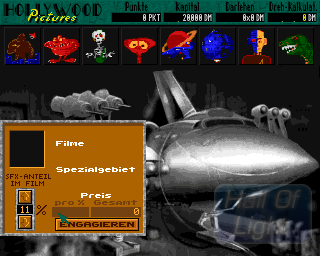 HOLLYWOOD Pictures
Punkte Kapital Darlehen Dreh-Kalkulat.
0 PKT 20000 DM 0x0 DM 0 DM
Filme
Spezialgebiet
SFX-ANTEIL
IM FILM
Preis
pro % Gesamt
11 % 0
ENGAGIEREN
Hall Of
Light